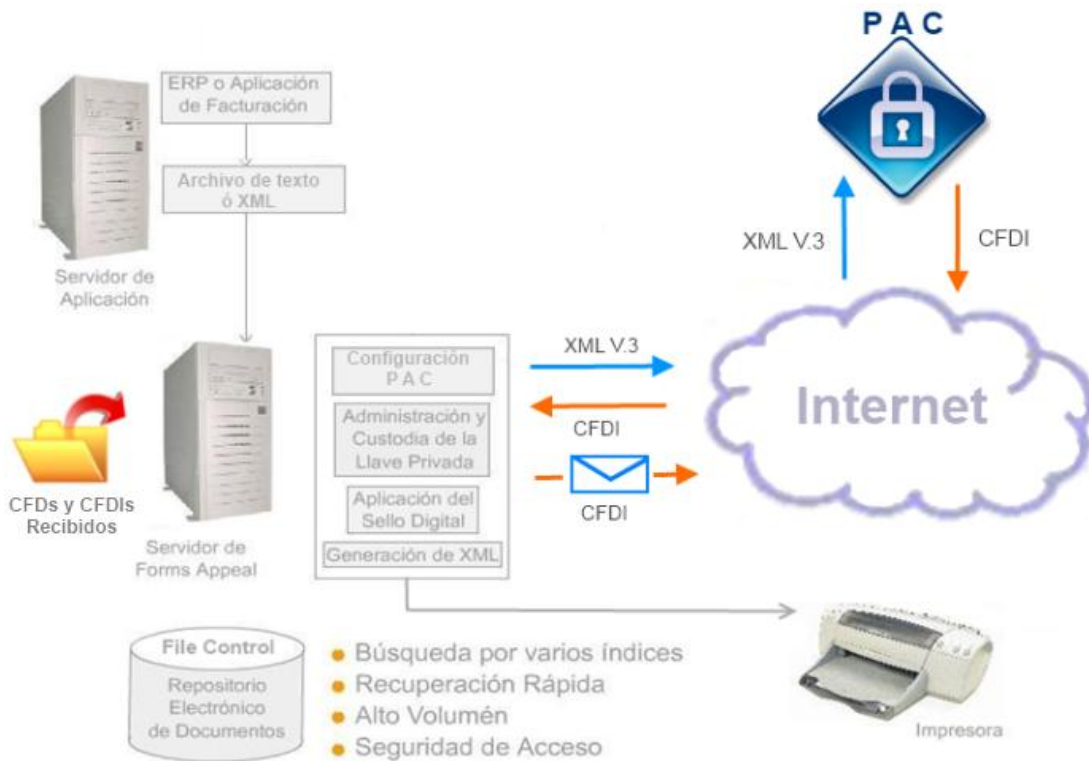 P A C
ERP o Aplicación
de Facturación
Archivo de texto
ó XML
Servidor de
Aplicación
XML V.3
CFDI
Configuración
P A C
Administración y
Custodia de la
Llave Privada
Aplicación del
Sello Digital
Generación de XML
XML V.3
CFDI
CFDI
Internet
CFDs y CFDIs
Recibidos
Servidor de
Forms Appeal
File Control
Repositorio
Electrónico
de Documentos
Búsqueda por varios índices
Recuperación Rápida
Alto Volumén
Seguridad de Acceso
Impresora